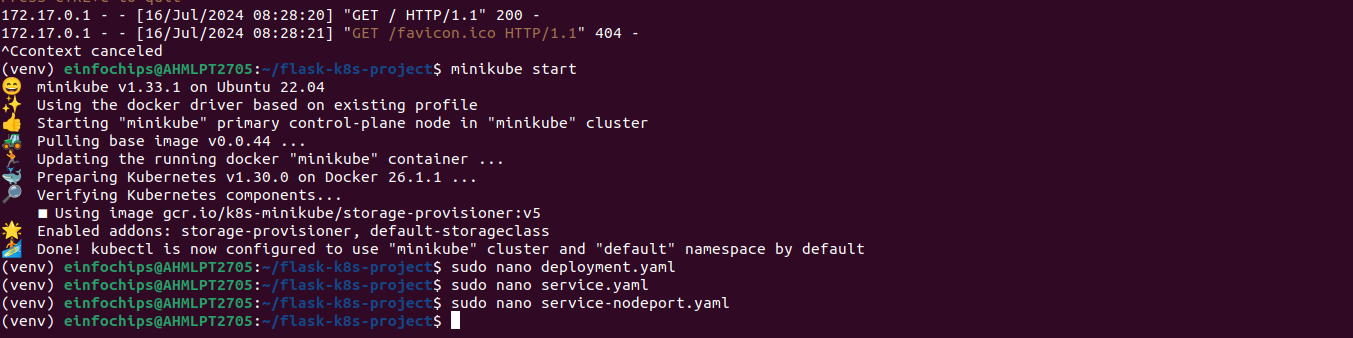 Press CTRL+C to quit
172.17.0.1 - - [16/Jul/2024 08:28:20] "GET / HTTP/1.1" 200 -
172.17.0.1 - - [16/Jul/2024 08:28:21] "GET /favicon.ico HTTP/1.1" 404 -
^Ccontext canceled
(venv) einfochips@AHMLPT2705:~/flask-k8s-project$ minikube start
😄  minikube v1.33.1 on Ubuntu 22.04
✨  Using the docker driver based on existing profile
👍  Starting "minikube" primary control-plane node in "minikube" cluster
🚜  Pulling base image v0.0.44 ...
🏃  Updating the running docker "minikube" container ...
🐳  Preparing Kubernetes v1.30.0 on Docker 26.1.1 ...
🔎  Verifying Kubernetes components...
    ▪ Using image gcr.io/k8s-minikube/storage-provisioner:v5
🌟  Enabled addons: storage-provisioner, default-storageclass
🏄  Done! kubectl is now configured to use "minikube" cluster and "default" namespace by default
(venv) einfochips@AHMLPT2705:~/flask-k8s-project$ sudo nano deployment.yaml
(venv) einfochips@AHMLPT2705:~/flask-k8s-project$ sudo nano service.yaml
(venv) einfochips@AHMLPT2705:~/flask-k8s-project$ sudo nano service-nodeport.yaml
(venv) einfochips@AHMLPT2705:~/flask-k8s-project$